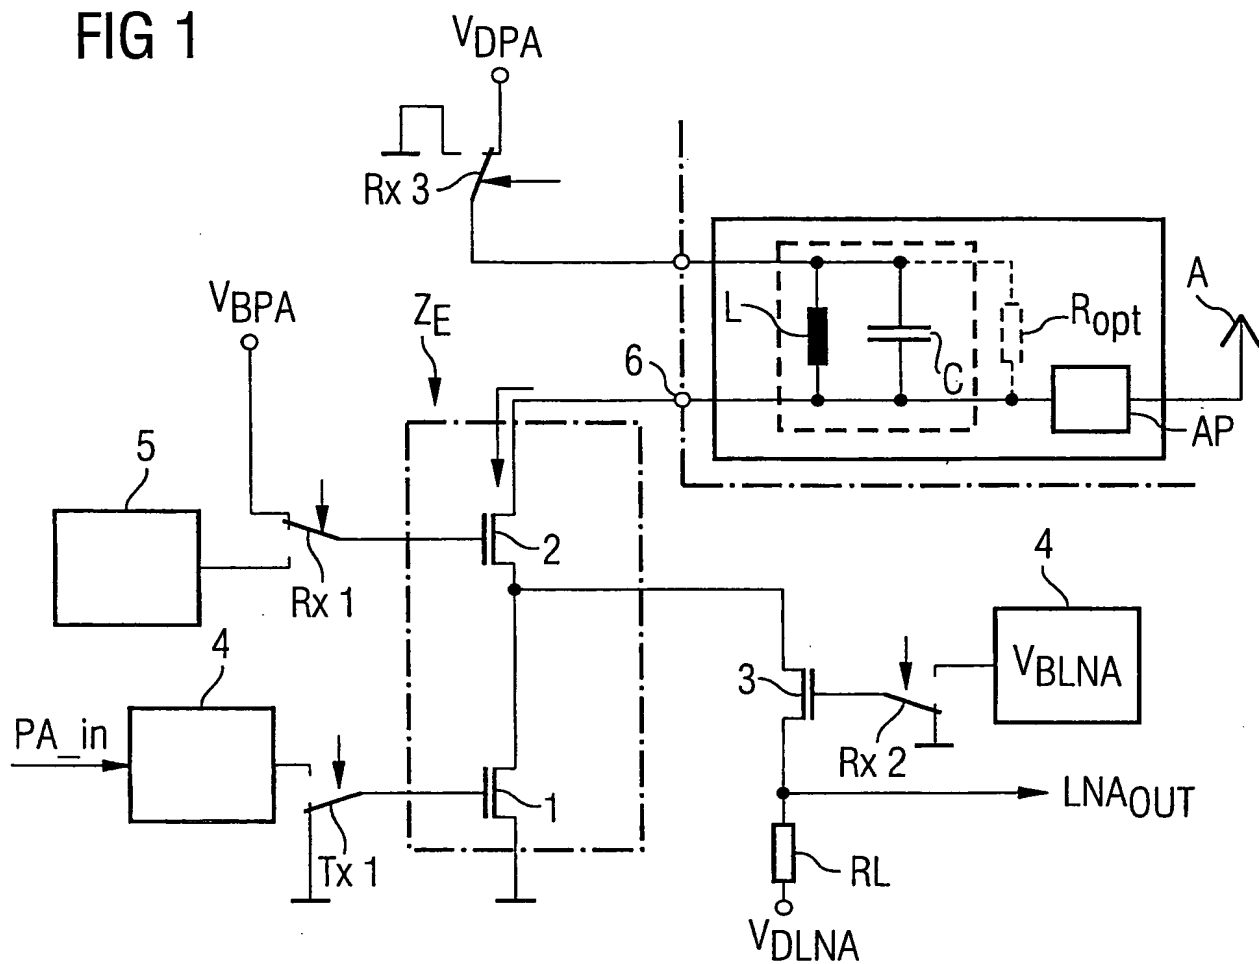 FIG 1
VDPA
Rx 3
A
VBPA
ZE
L
Ropt
6
C
AP
5
2
4
Rx 1
4
VBLNA
3
PA_in
Rx 2
1
LNAOUT
Tx 1
RL
VDLNA